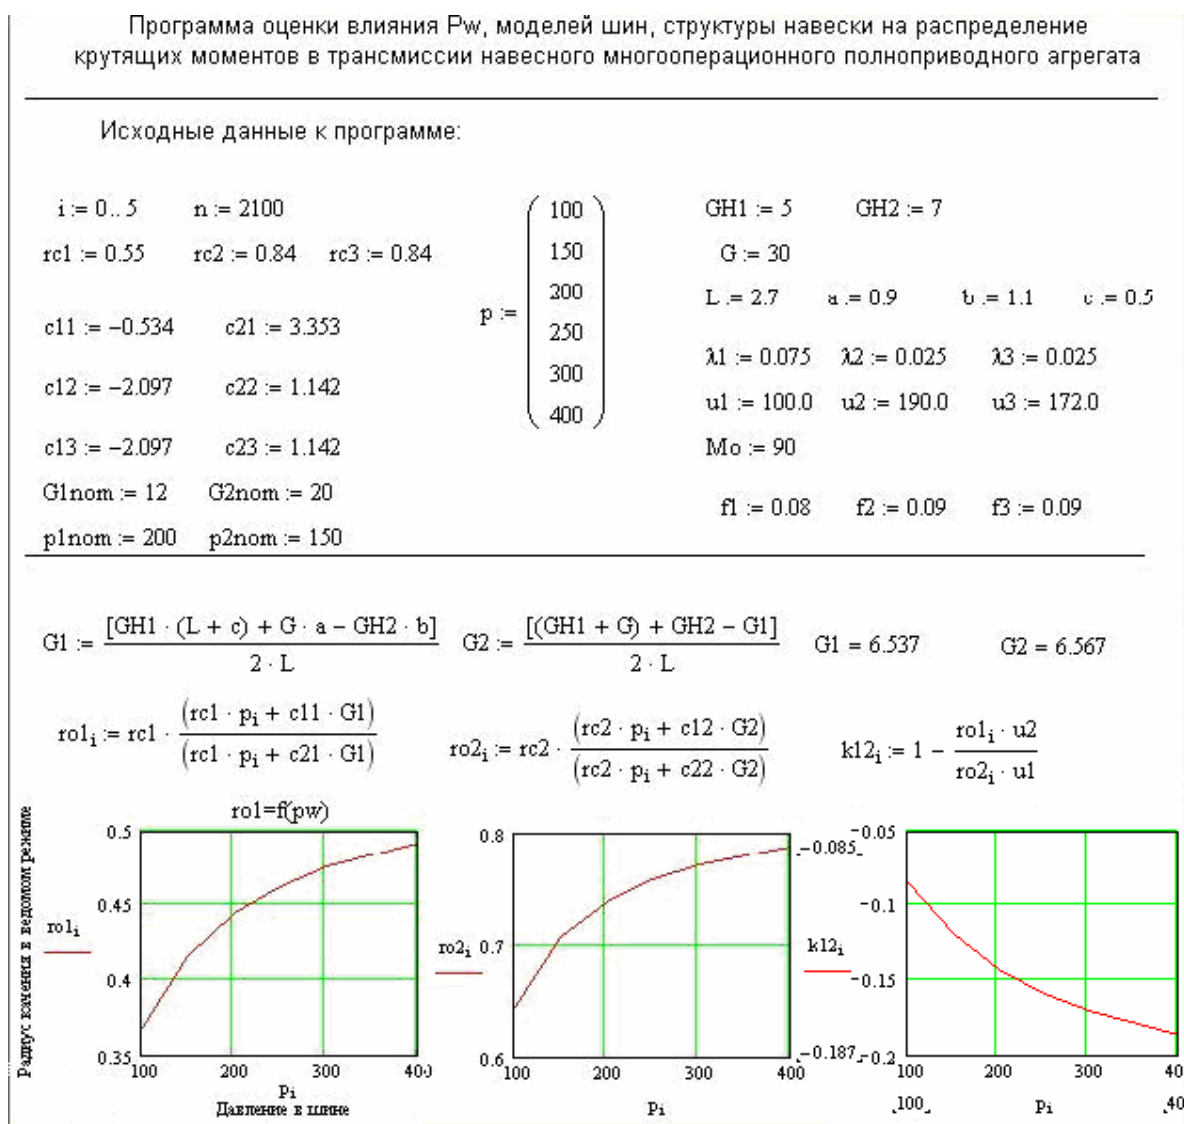 Программа оценки влияния Pw, моделей шин, структуры навески на распределение
крутящих моментов в трансмиссии навесного многооперационного полноприводного агрегата
Исходные данные к программе:
i := 0.. 5 n := 2100
rc1 := 0.55 rc2 := 0.84 rc3 := 0.84
c11 := −0.534 c21 := 3.353
c12 := −2.097 c22 := 1.142
c13 := −2.097 c23 := 1.142
G1nom := 12 G2nom := 20
p1nom := 200 p2nom := 150
p :=
100
150
200
250
300
400
GH1 := 5 GH2 := 7
G := 30
L := 2.7 a := 0.9 b := 1.1 c := 0.5
λ1 := 0.075 λ2 := 0.025 λ3 := 0.025
u1 := 100.0 u2 := 190.0 u3 := 172.0
Mo := 90
f1 := 0.08 f2 := 0.09 f3 := 0.09
G1 := [GH1 · (L + c) + G · a − GH2 · b] / 2 · L
G2 := [(GH1 + G) + GH2 − G1] / 2 · L
G1 = 6.537 G2 = 6.567
ro1i := rc1 · (rc1 · pi + c11 · G1) / (rc1 · pi + c21 · G1)
ro2i := rc2 · (rc2 · pi + c12 · G2) / (rc2 · pi + c22 · G2)
k12i := 1 − ro1i · u2 / ro2i · u1
ro1=f(pw)
Радиус качения в ведомом режиме
ro1i
0.5
0.45
0.4
0.35
100 200 300 400
pi
Давление в шине
ro2i
0.8
0.7
0.6
100 200 300 400
pi
k12i
−0.085
−0.187
−0.05
−0.1
−0.15
−0.2
100 200 300 40
100 pi 40